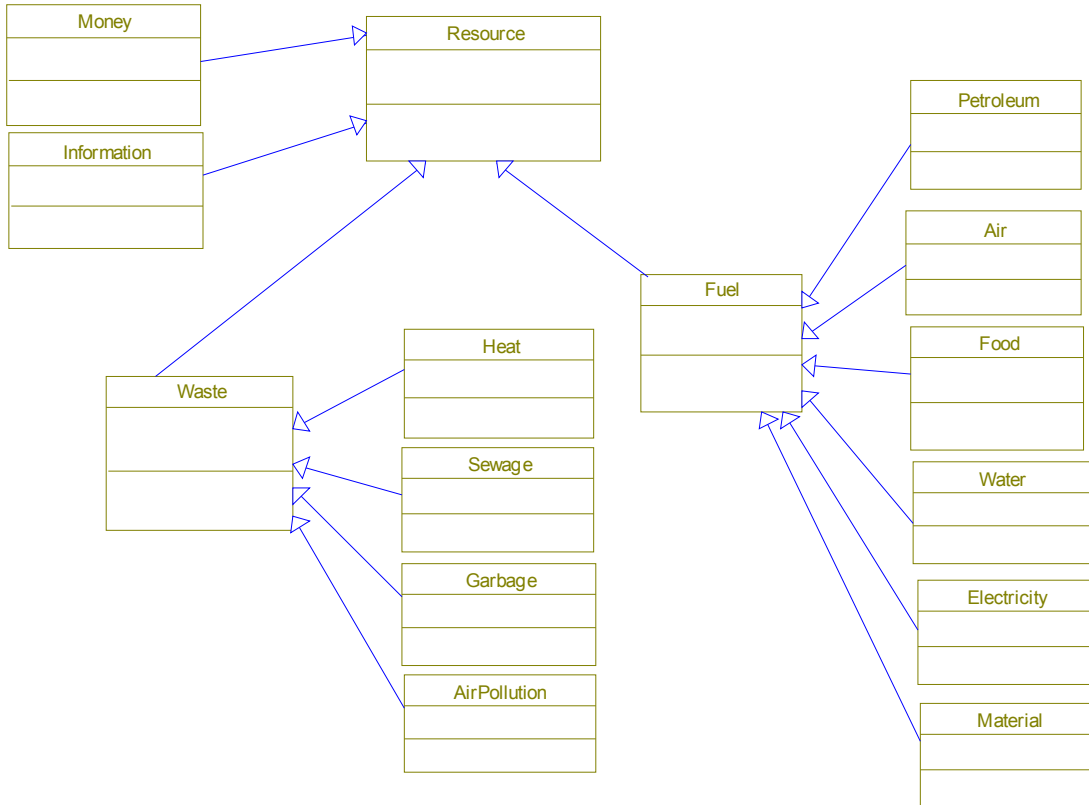 Money
Resource
Information
Petroleum
Air
Fuel
Food
Heat
Waste
Sewage
Water
Garbage
Electricity
AirPollution
Material